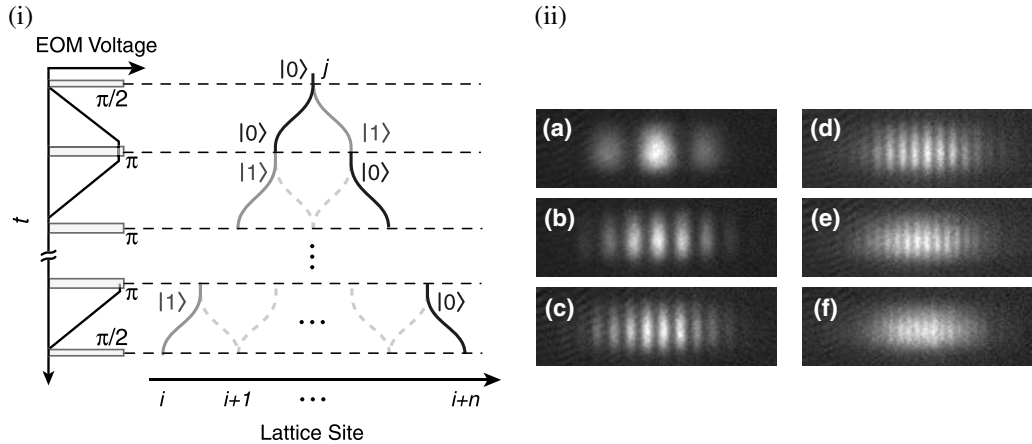 (i)
(ii)
EOM Voltage
|0⟩ j
π/2
|0⟩ |1⟩
π
|1⟩ |0⟩
t
π
π
|1⟩ ... |0⟩
π/2
i i+1 ... i+n
Lattice Site
(a)
(b)
(c)
(d)
(e)
(f)